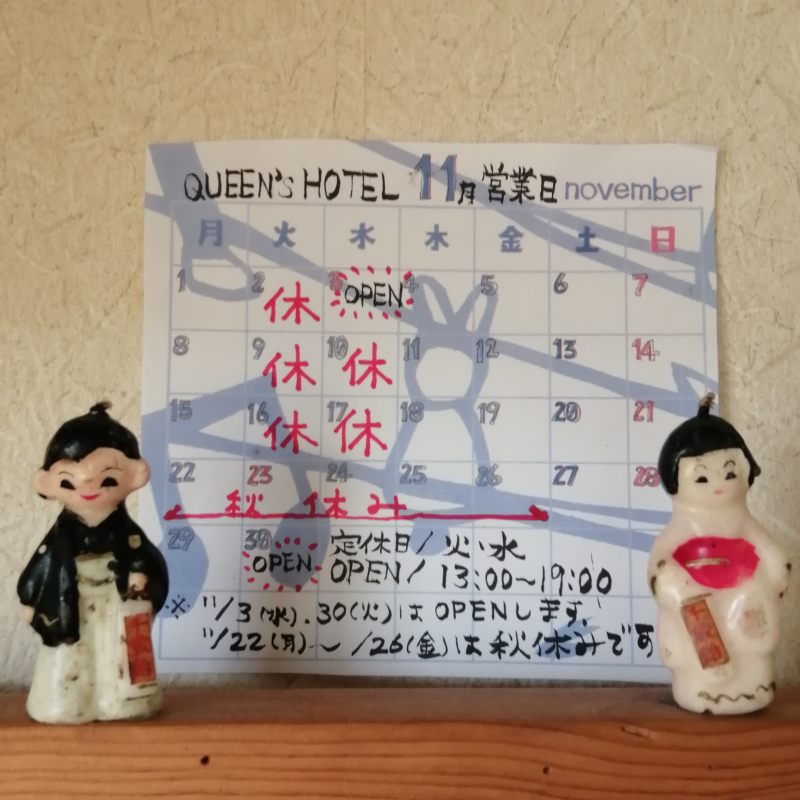 QUEEN'S HOTEL 11月 営業日 november
月 火 水 木 金 土 日
1 2 3 4 5 6 7
休 OPEN
8 9 10 11 12 13 14
休 休
15 16 17 18 19 20 21
休 休
22 23 24 25 26 27 28
秋 休み
29 30 定休日/ 火・水
OPEN OPEN/ 13:00~19:00
※ 11/3(水).30(火)は OPENします.
11/22(月)~/26(金)は秋休みです